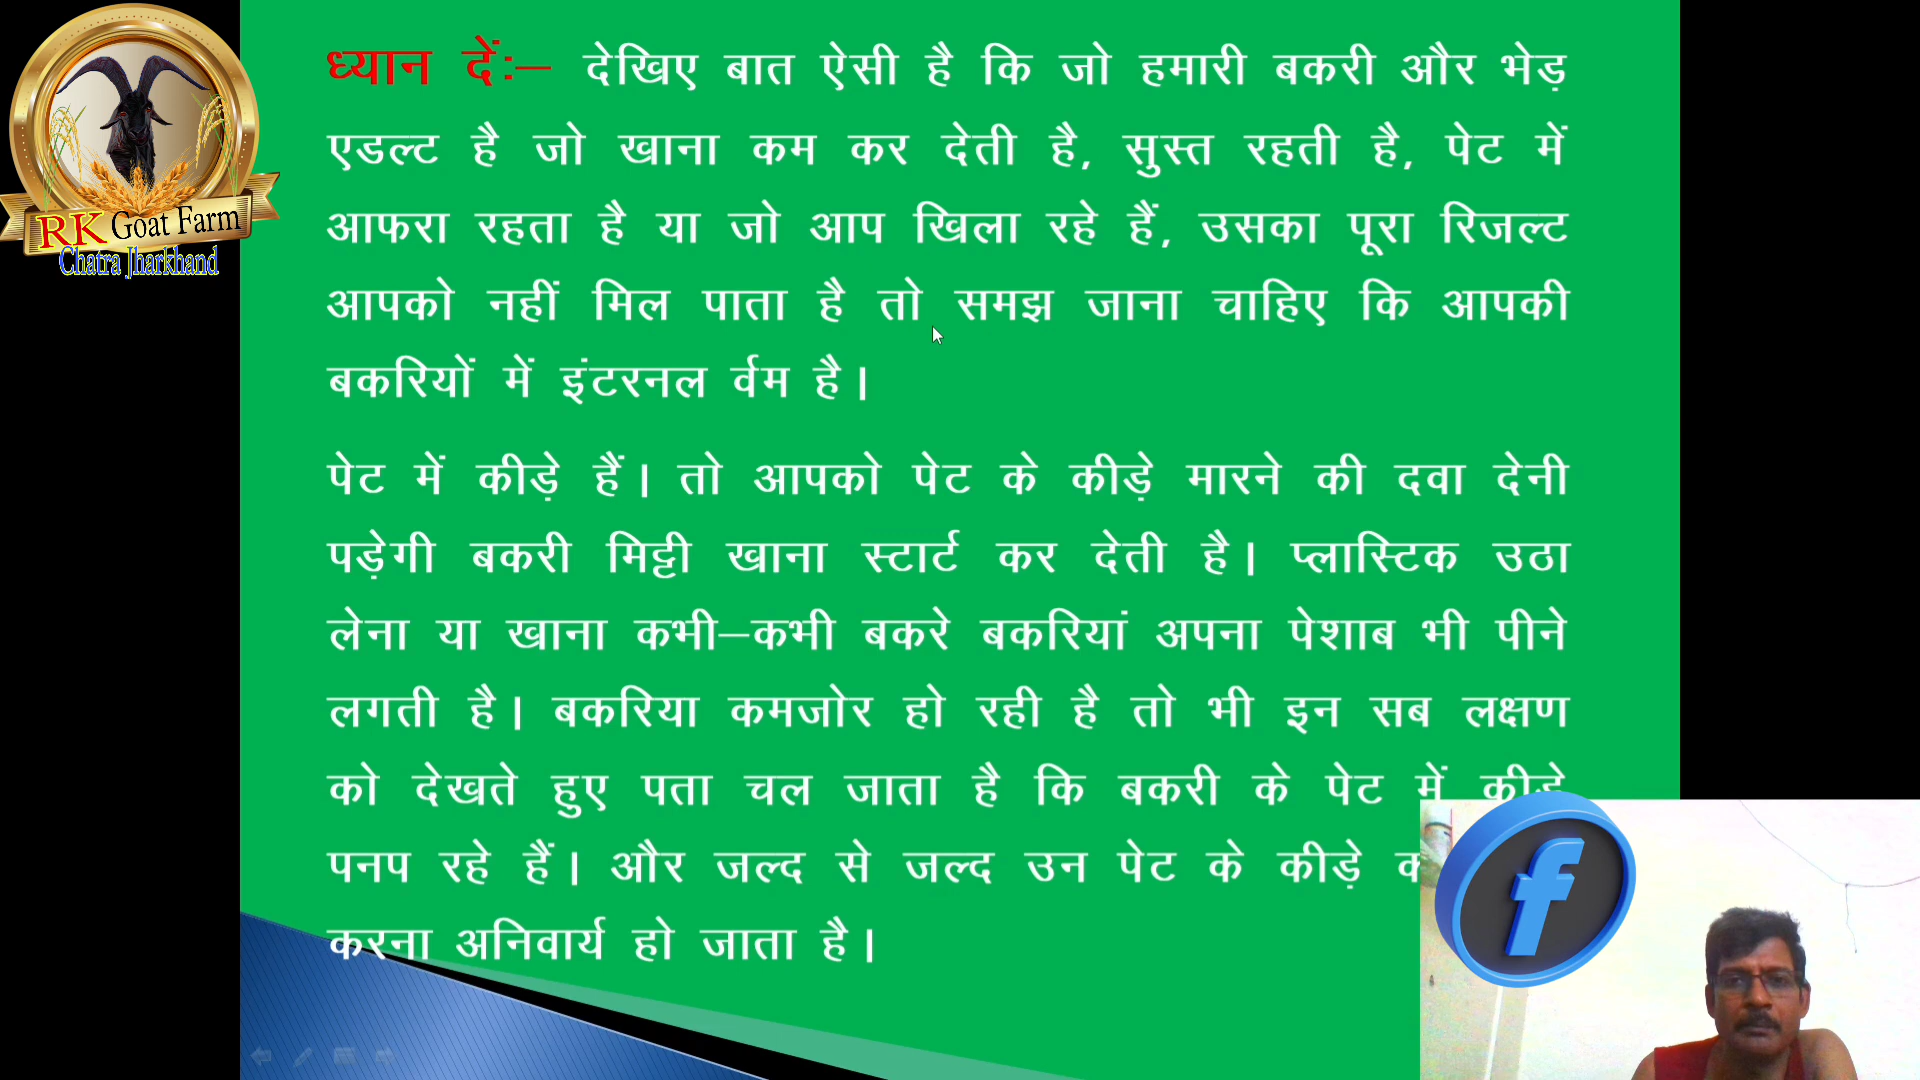 ध्यान दें:– देखिए बात ऐसी है कि जो हमारी बकरी और भेड़
एडल्ट है जो खाना कम कर देती है, सुस्त रहती है, पेट में
आफरा रहता है या जो आप खिला रहे हैं, उसका पूरा रिजल्ट
आपको नहीं मिल पाता है तो समझ जाना चाहिए कि आपकी
बकरियों में इंटरनल र्वम है।
पेट में कीड़े हैं। तो आपको पेट के कीड़े मारने की दवा देनी
पड़ेगी बकरी मिट्टी खाना स्टार्ट कर देती है। प्लास्टिक उठा
लेना या खाना कभी–कभी बकरे बकरियां अपना पेशाब भी पीने
लगती है। बकरिया कमजोर हो रही है तो भी इन सब लक्षण
को देखते हुए पता चल जाता है कि बकरी के पेट में कीड़े
पनप रहे हैं। और जल्द से जल्द उन पेट के कीड़े
करना अनिवार्य हो जाता है।
RK Goat Farm
Chatra Jharkhand